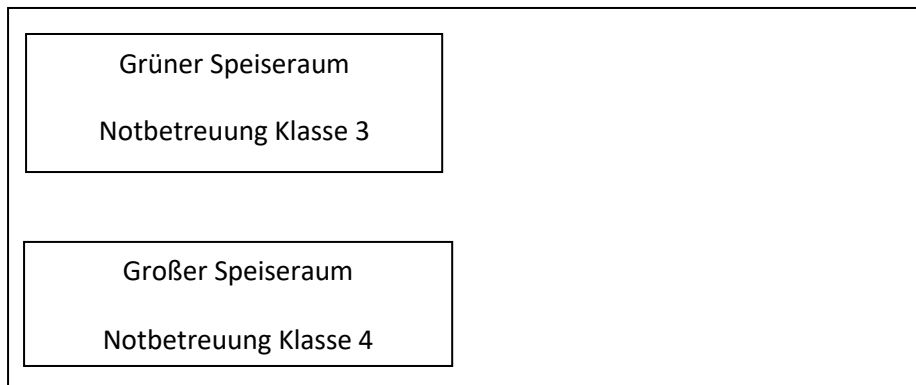 Grüner Speiseraum
Notbetreuung Klasse 3
Großer Speiseraum
Notbetreuung Klasse 4